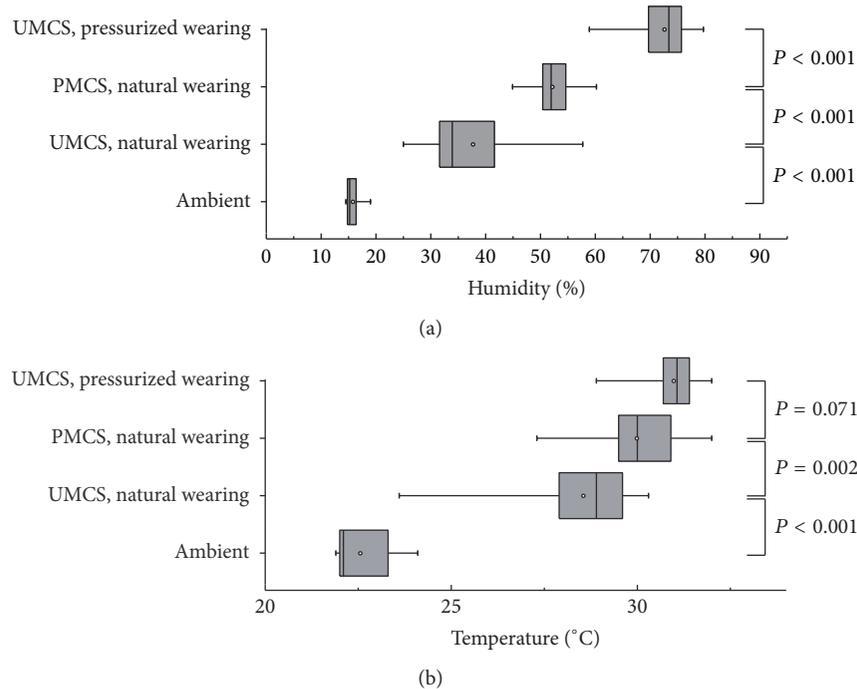 UMCS, pressurized wearing
P < 0.001
PMCS, natural wearing
P < 0.001
UMCS, natural wearing
P < 0.001
Ambient
0 10 20 30 40 50 60 70 80 90
Humidity (%)
(a)
UMCS, pressurized wearing
P = 0.071
PMCS, natural wearing
P = 0.002
UMCS, natural wearing
P < 0.001
Ambient
20 25 30
Temperature (°C)
(b)